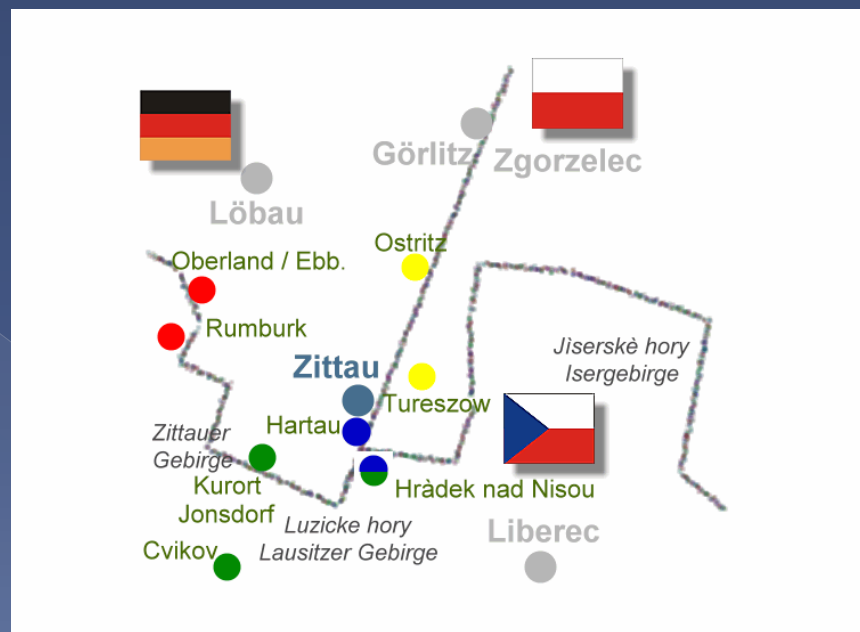 Görlitz
Zgorzelec
Löbau
Ostritz
Oberland / Ebb.
Rumburk
Jìserskè hory
Isergebirge
Zittau
Tureszow
Hartau
Zittauer
Gebirge
Kurort
Jonsdorf
Hràdek nad Nisou
Luzicke hory
Lausitzer Gebirge
Liberec
Cvikov